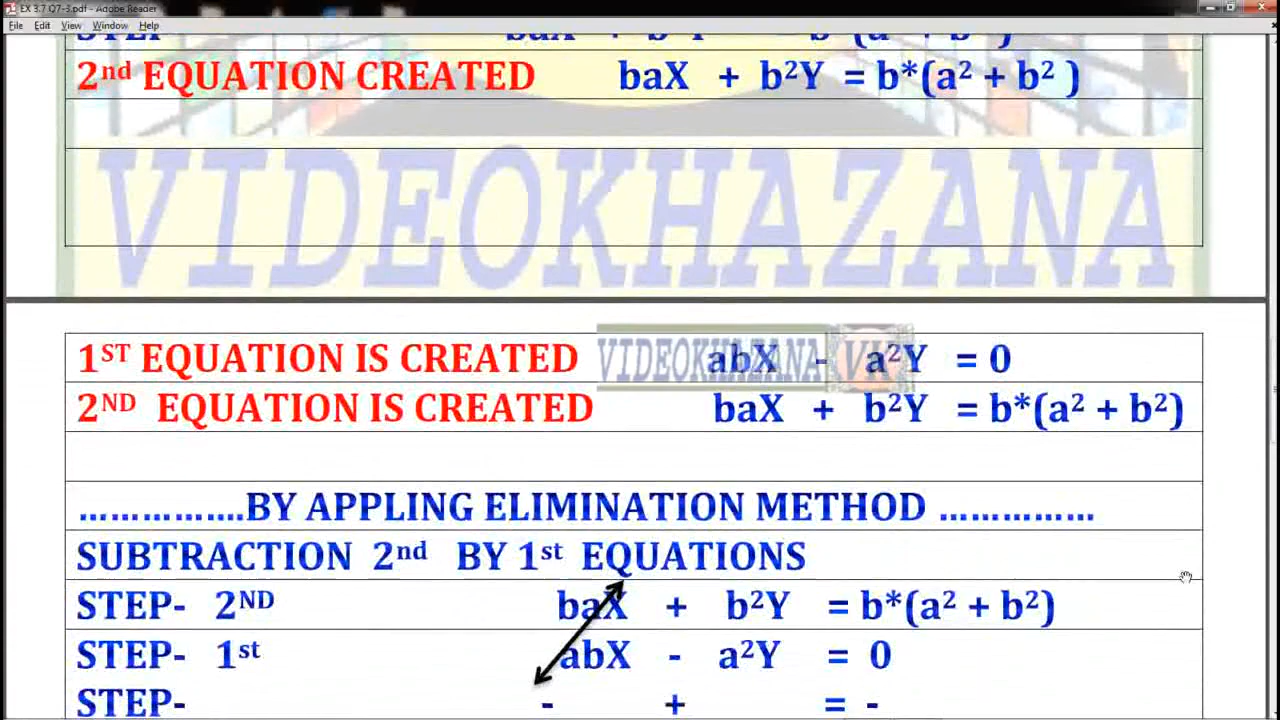 EX 3.7 Q7-3.pdf - Adobe Reader
File Edit View Window Help
2nd EQUATION CREATED baX + b²Y = b*(a² + b² )
VIDEOKHAZANA
VIDEOKHAZANA VK
1ST EQUATION IS CREATED abX - a²Y = 0
2ND EQUATION IS CREATED baX + b²Y = b*(a² + b²)
................BY APPLING ELIMINATION METHOD ...............
SUBTRACTION 2nd BY 1st EQUATIONS
STEP- 2ND baX + b²Y = b*(a² + b²)
STEP- 1st abX - a²Y = 0
STEP- - + = -